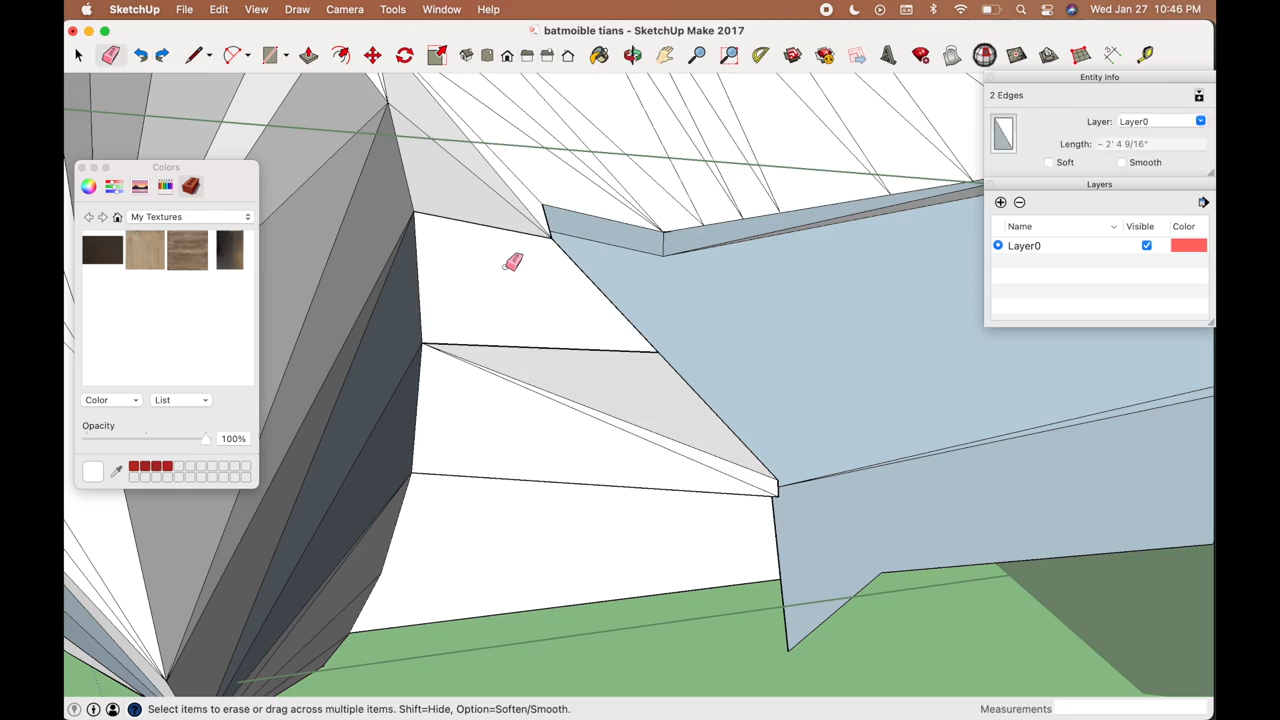 SketchUp File Edit View Draw Camera Tools Window Help Wed Jan 27 10:46 PM
batmoible tians - SketchUp Make 2017
Entity Info
2 Edges
Layer: Layer0
Length: ~ 2' 4 9/16"
Soft Smooth
Layers
Name Visible Color
Layer0
Colors
My Textures
Color List
Opacity
100%
Select items to erase or drag across multiple items. Shift=Hide, Option=Soften/Smooth. Measurements